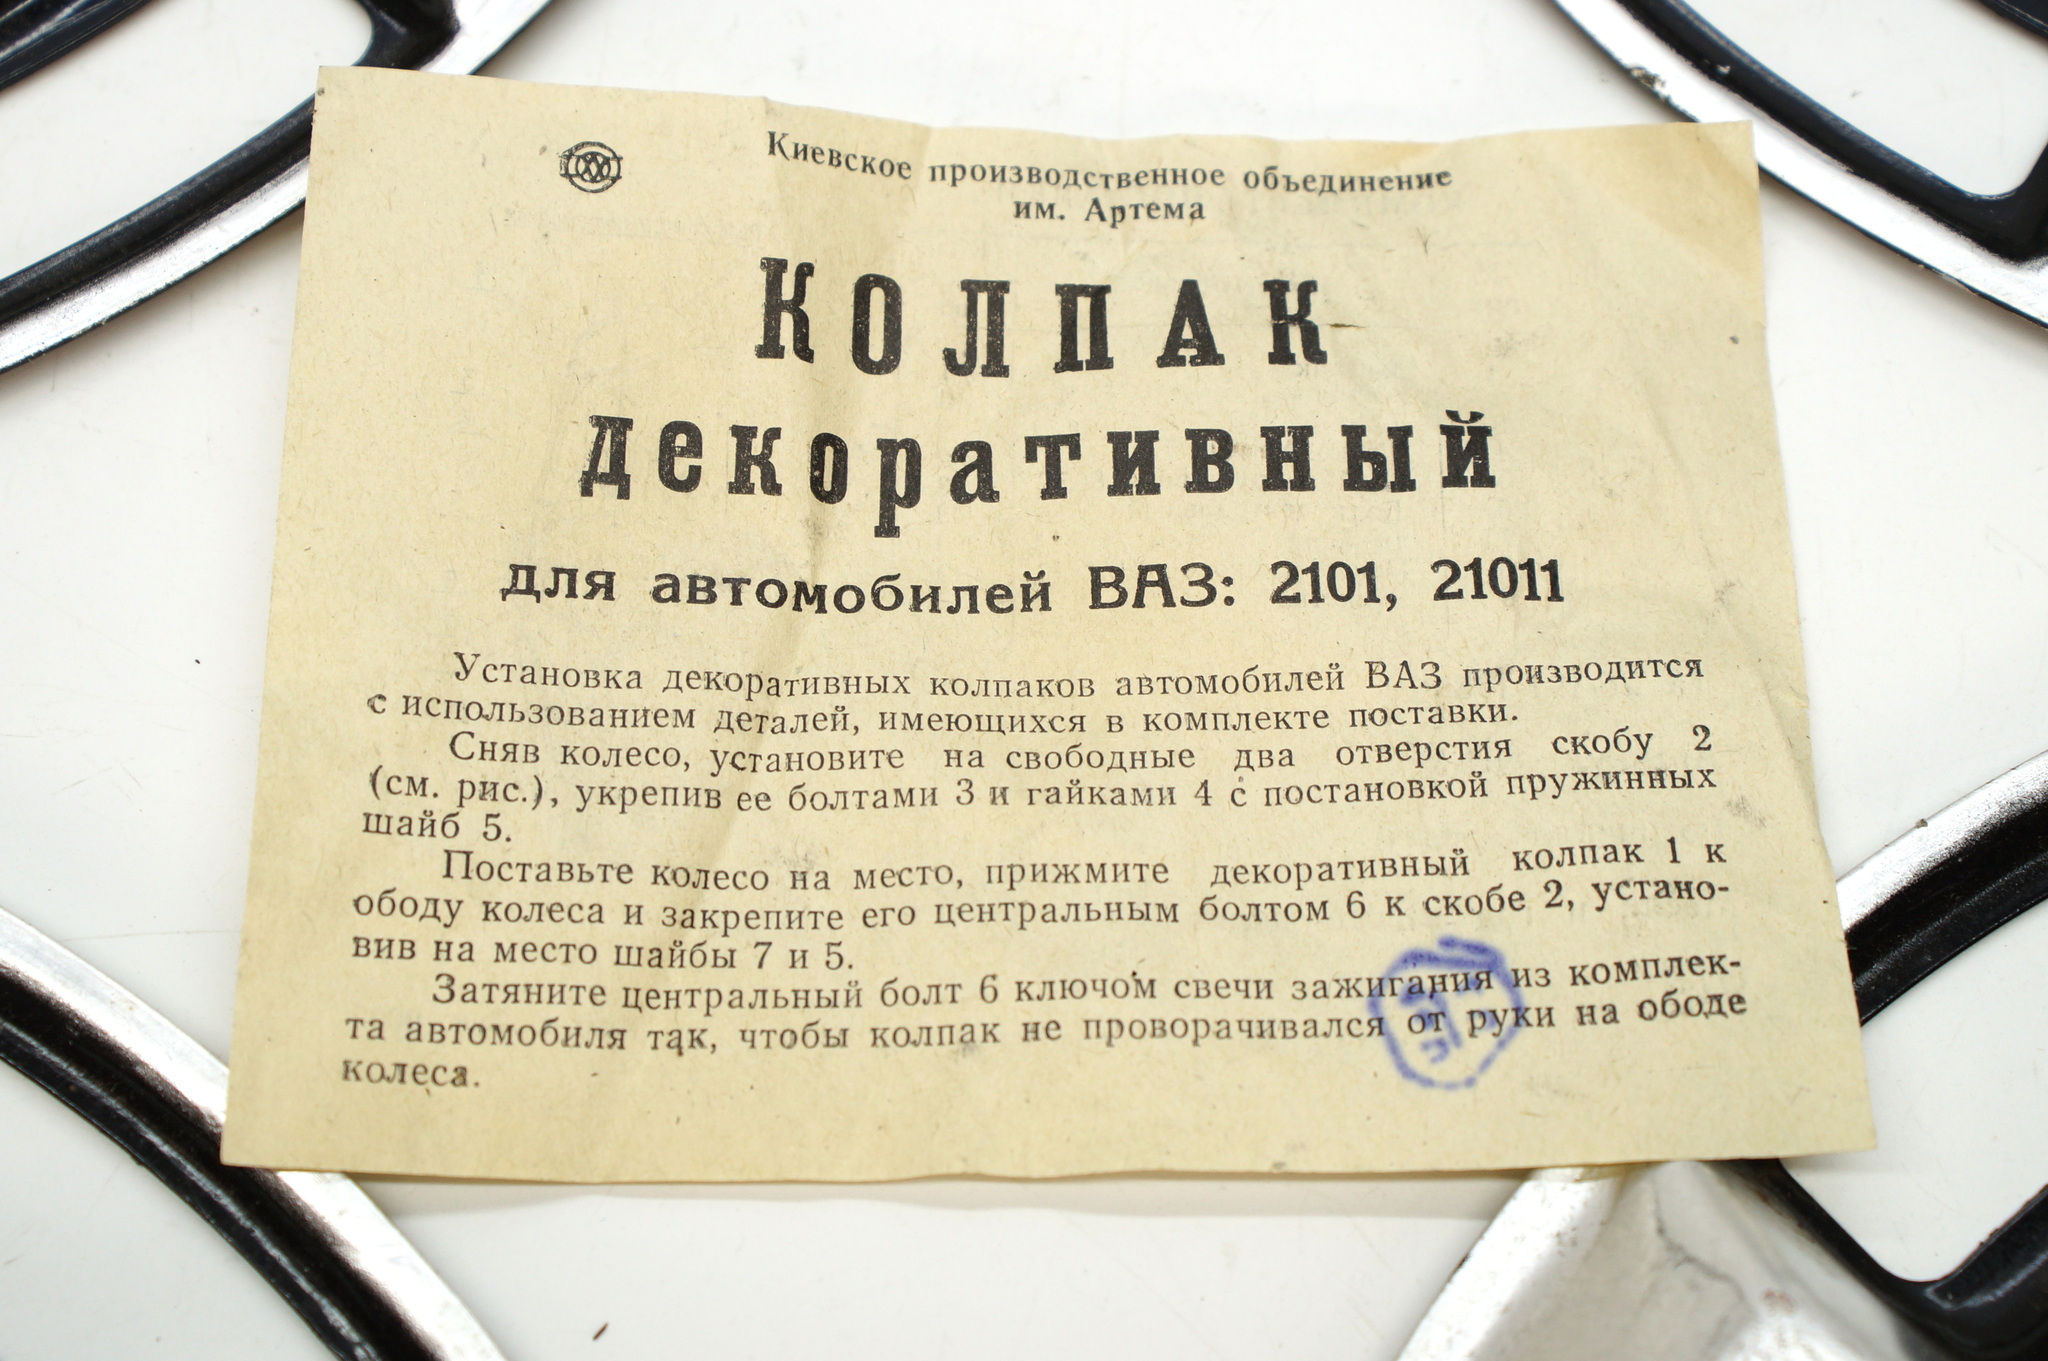 Киевское производственное объединение
им. Артема
КОЛПАК
декоративный
для автомобилей ВАЗ: 2101, 21011
Установка декоративных колпаков автомобилей ВАЗ производится
с использованием деталей, имеющихся в комплекте поставки.
Сняв колесо, установите на свободные два отверстия скобу 2
(см. рис.), укрепив ее болтами 3 и гайками 4 с постановкой пружинных
шайб 5.
Поставьте колесо на место, прижмите декоративный колпак 1 к
ободу колеса и закрепите его центральным болтом 6 к скобе 2, устано-
вив на место шайбы 7 и 5.
Затяните центральный болт 6 ключом свечи зажигания из комплек-
та автомобиля так, чтобы колпак не проворачивался от руки на ободе
колеса.